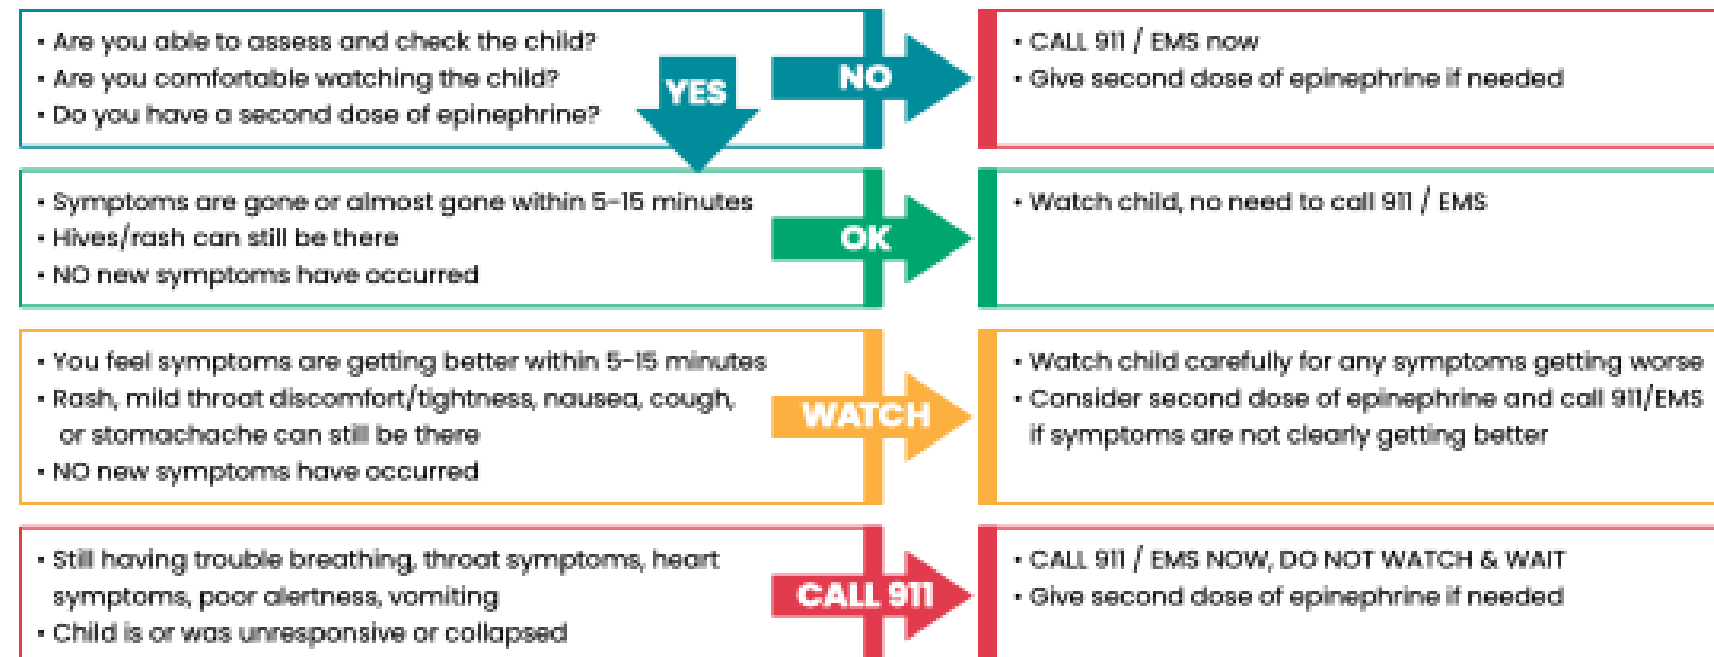 • Are you able to assess and check the child?
• Are you comfortable watching the child?
• Do you have a second dose of epinephrine?
YES
NO
• CALL 911 / EMS now
• Give second dose of epinephrine if needed
• Symptoms are gone or almost gone within 5-15 minutes
• Hives/rash can still be there
• NO new symptoms have occurred
OK
• Watch child, no need to call 911 / EMS
• You feel symptoms are getting better within 5-15 minutes
• Rash, mild throat discomfort/tightness, nausea, cough,
or stomachache can still be there
• NO new symptoms have occurred
WATCH
• Watch child carefully for any symptoms getting worse
• Consider second dose of epinephrine and call 911/EMS
if symptoms are not clearly getting better
• Still having trouble breathing, throat symptoms, heart
symptoms, poor alertness, vomiting
• Child is or was unresponsive or collapsed
CALL 911
• CALL 911 / EMS NOW, DO NOT WATCH & WAIT
• Give second dose of epinephrine if needed